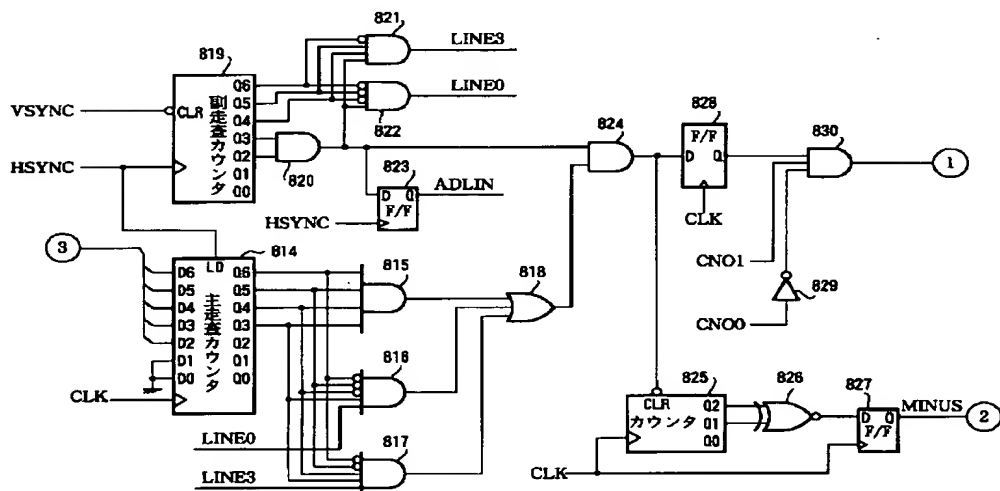 821
LINE3
819
VSYNC
CLR
副走査カウンタ
Q6
Q5
Q4
Q3
Q2
Q1
Q0
LINE0
822
820
HSYNC
823
D Q
F/F
ADLIN
HSYNC
824
828
F/F
D Q
CLK
830
1
CNO1
829
CNO0
3
814
LD
主走査カウンタ
D6 Q6
D5 Q5
D4 Q4
D3 Q3
D2 Q2
D1 Q1
D0 Q0
CLK
815
818
816
LINE0
817
LINE3
825
CLR
カウンタ
Q2
Q1
Q0
826
827
D Q
F/F
MINUS
2
CLK